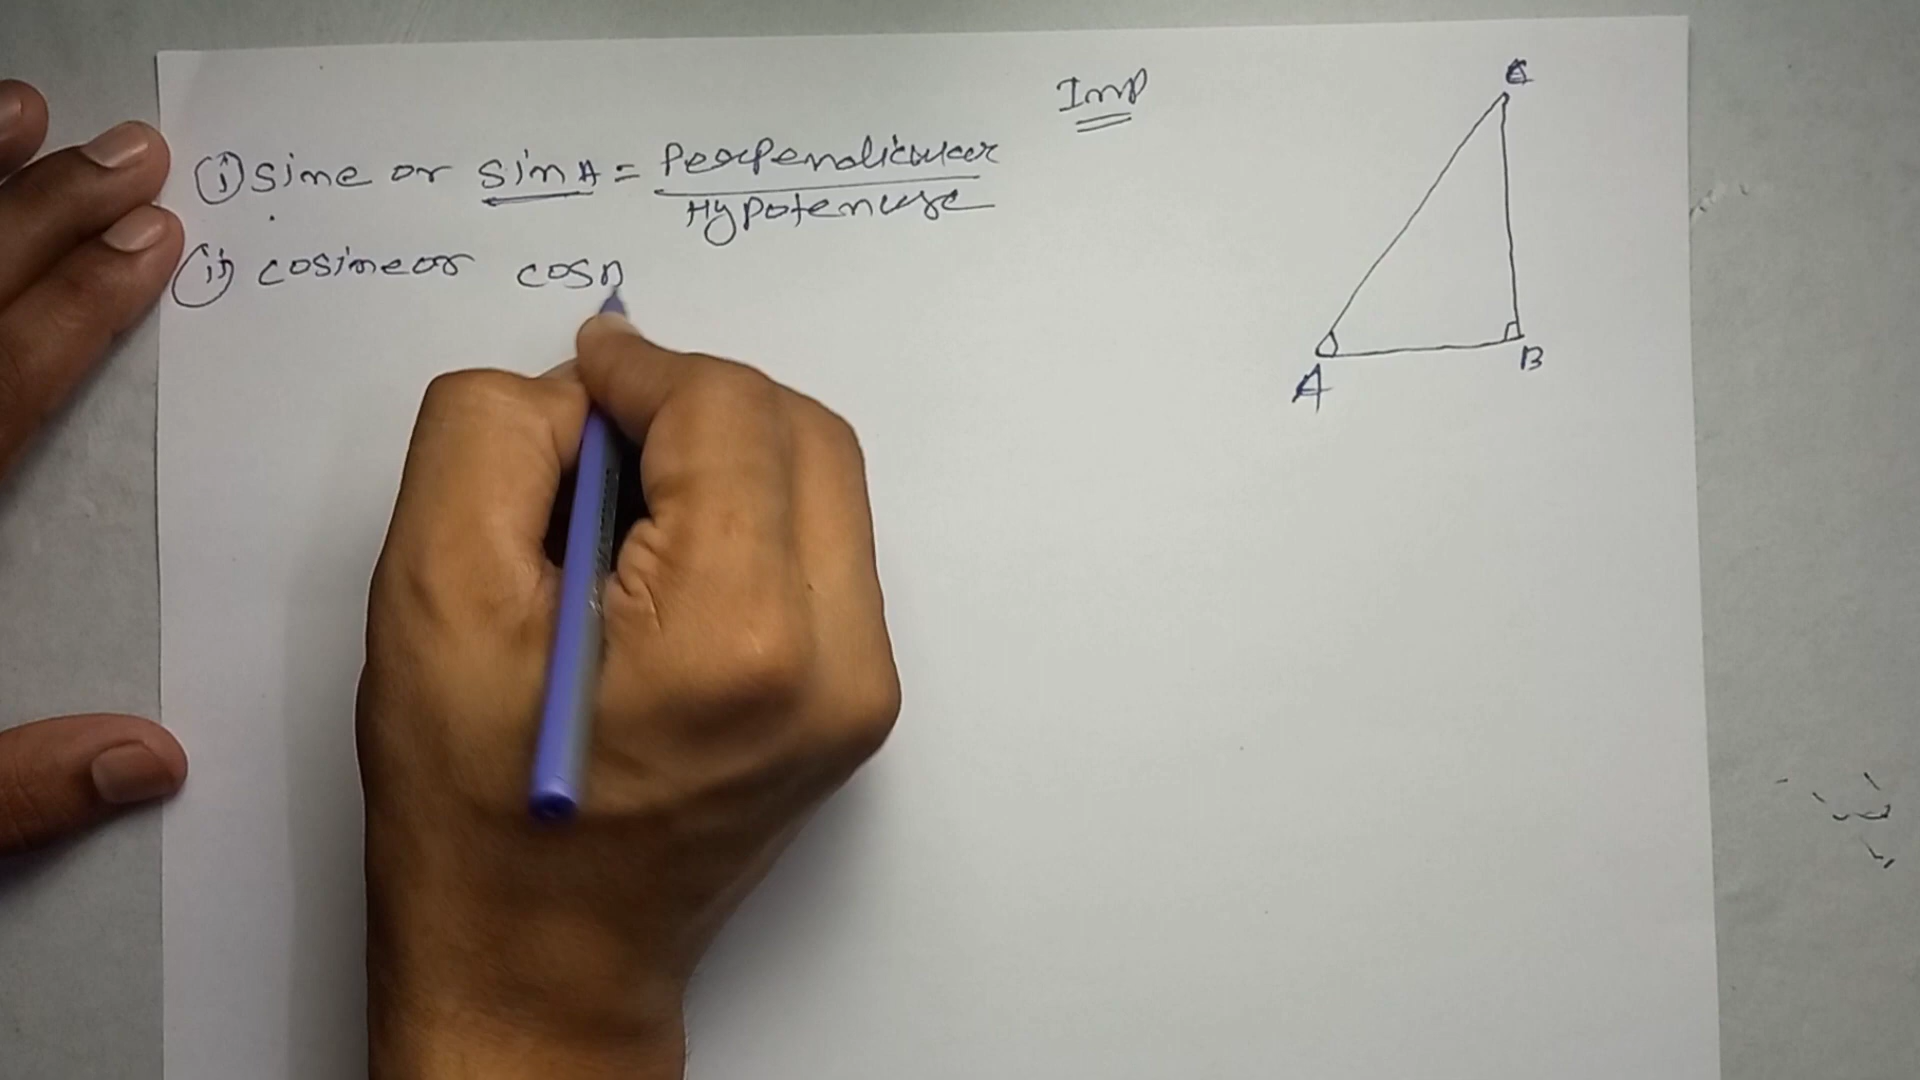 Imp
(i) sine or sin A = Perpendicular
Hypotenuse
(ii) cosine or cos A
C
A
B